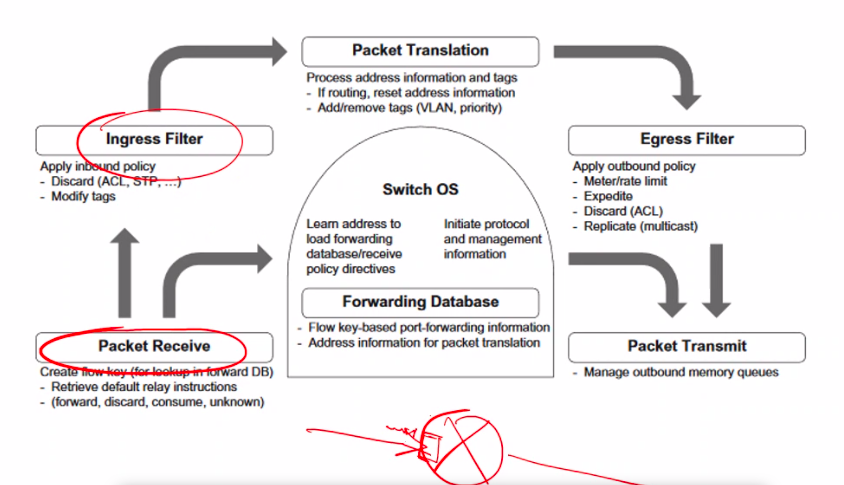 Packet Translation
Process address information and tags
- If routing, reset address information
- Add/remove tags (VLAN, priority)
Ingress Filter
Apply inbound policy
- Discard (ACL, STP, ...)
- Modify tags
Egress Filter
Apply outbound policy
- Meter/rate limit
- Expedite
- Discard (ACL)
- Replicate (multicast)
Switch OS
Learn address to
load forwarding
database/receive
policy directives
Initiate protocol
and management
information
Forwarding Database
- Flow key-based port-forwarding information
- Address information for packet translation
Packet Receive
Create flow key (for lookup in forward DB)
- Retrieve default relay instructions
- (forward, discard, consume, unknown)
Packet Transmit
- Manage outbound memory queues